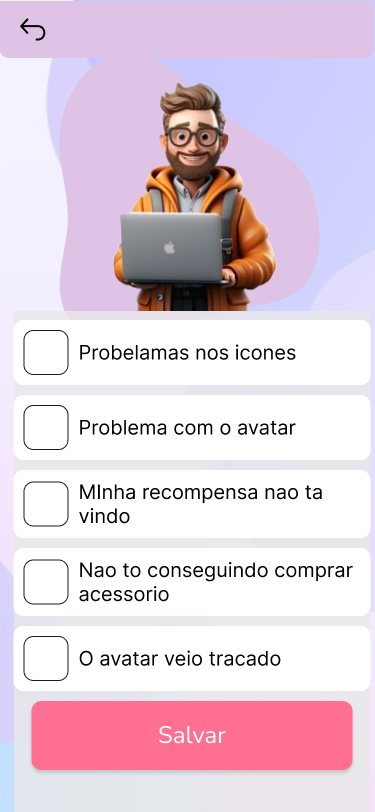 Probelamas nos icones
Problema com o avatar
MInha recompensa nao ta
vindo
Nao to conseguindo comprar
acessorio
O avatar veio tracado
Salvar